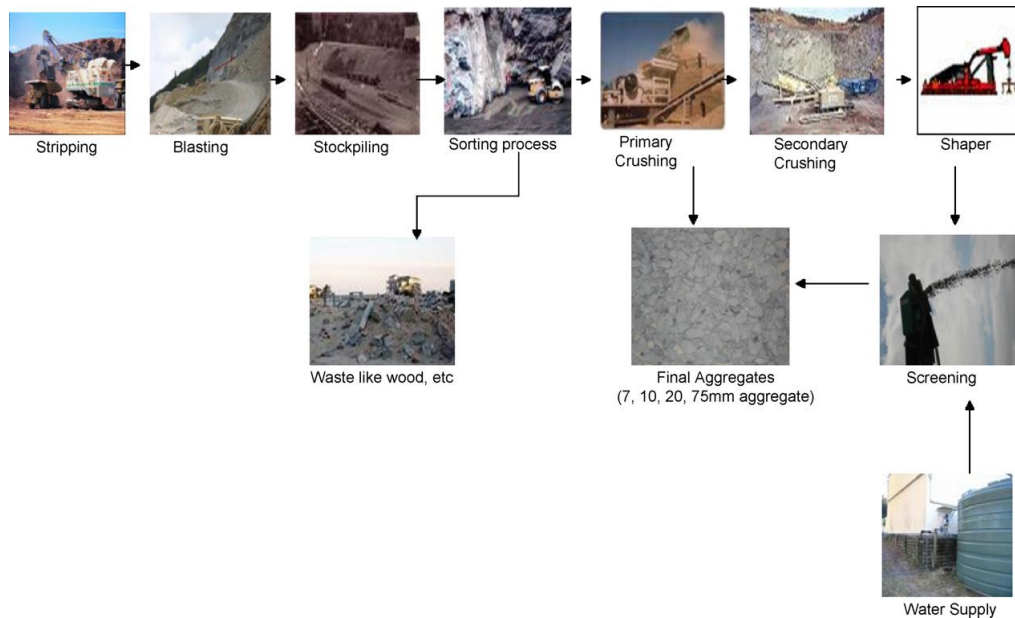 Stripping
Blasting
Stockpiling
Sorting process
Primary
Crushing
Secondary
Crushing
Shaper
Waste like wood, etc
Final Aggregates
(7, 10, 20, 75mm aggregate)
Screening
Water Supply